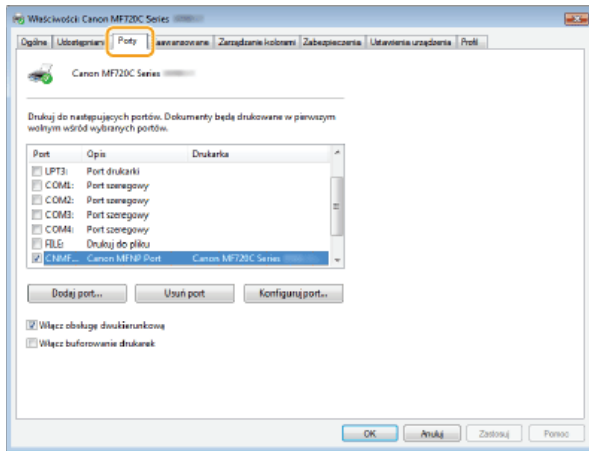 Właściwości: Canon MF720C Series
Ogólne Udostępnianie Porty Zaawansowane Zarządzanie kolorami Zabezpieczenia Ustawienia urządzenia Profil
Canon MF720C Series
Drukuj do następujących portów. Dokumenty będą drukowane w pierwszym
wolnym wśród wybranych portów.
Port Opis Drukarka
LPT3: Port drukarki
COM1: Port szeregowy
COM2: Port szeregowy
COM3: Port szeregowy
COM4: Port szeregowy
FILE: Drukuj do pliku
CNMF... Canon MFNP Port Canon MF720C Series
Dodaj port... Usuń port Konfiguruj port...
Włącz obsługę dwukierunkową
Włącz buforowanie drukarek
OK Anuluj Zastosuj Pomoc